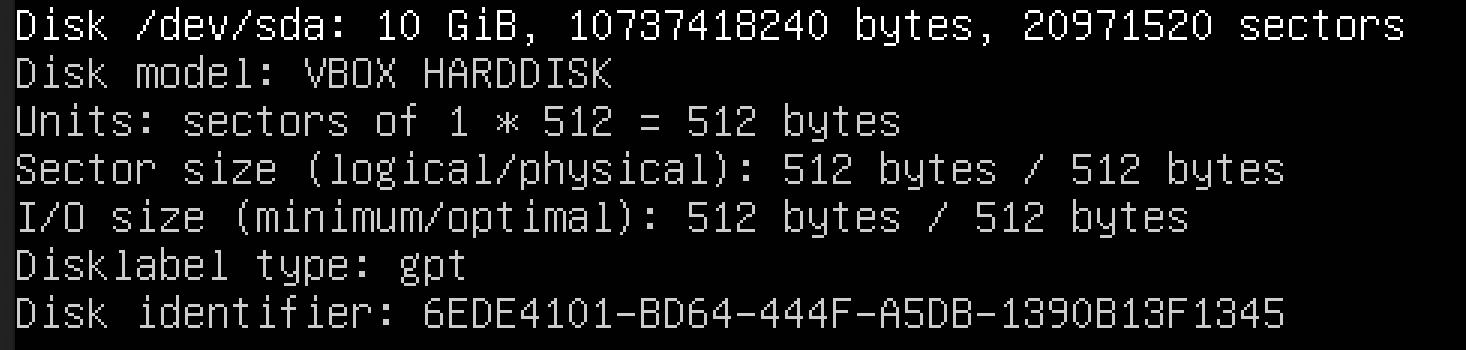 Disk /dev/sda: 10 GiB, 10737418240 bytes, 20971520 sectors
Disk model: VBOX HARDDISK
Units: sectors of 1 * 512 = 512 bytes
Sector size (logical/physical): 512 bytes / 512 bytes
I/O size (minimum/optimal): 512 bytes / 512 bytes
Disklabel type: gpt
Disk identifier: 6EDE4101-BD64-444F-A5DB-1390B13F1345